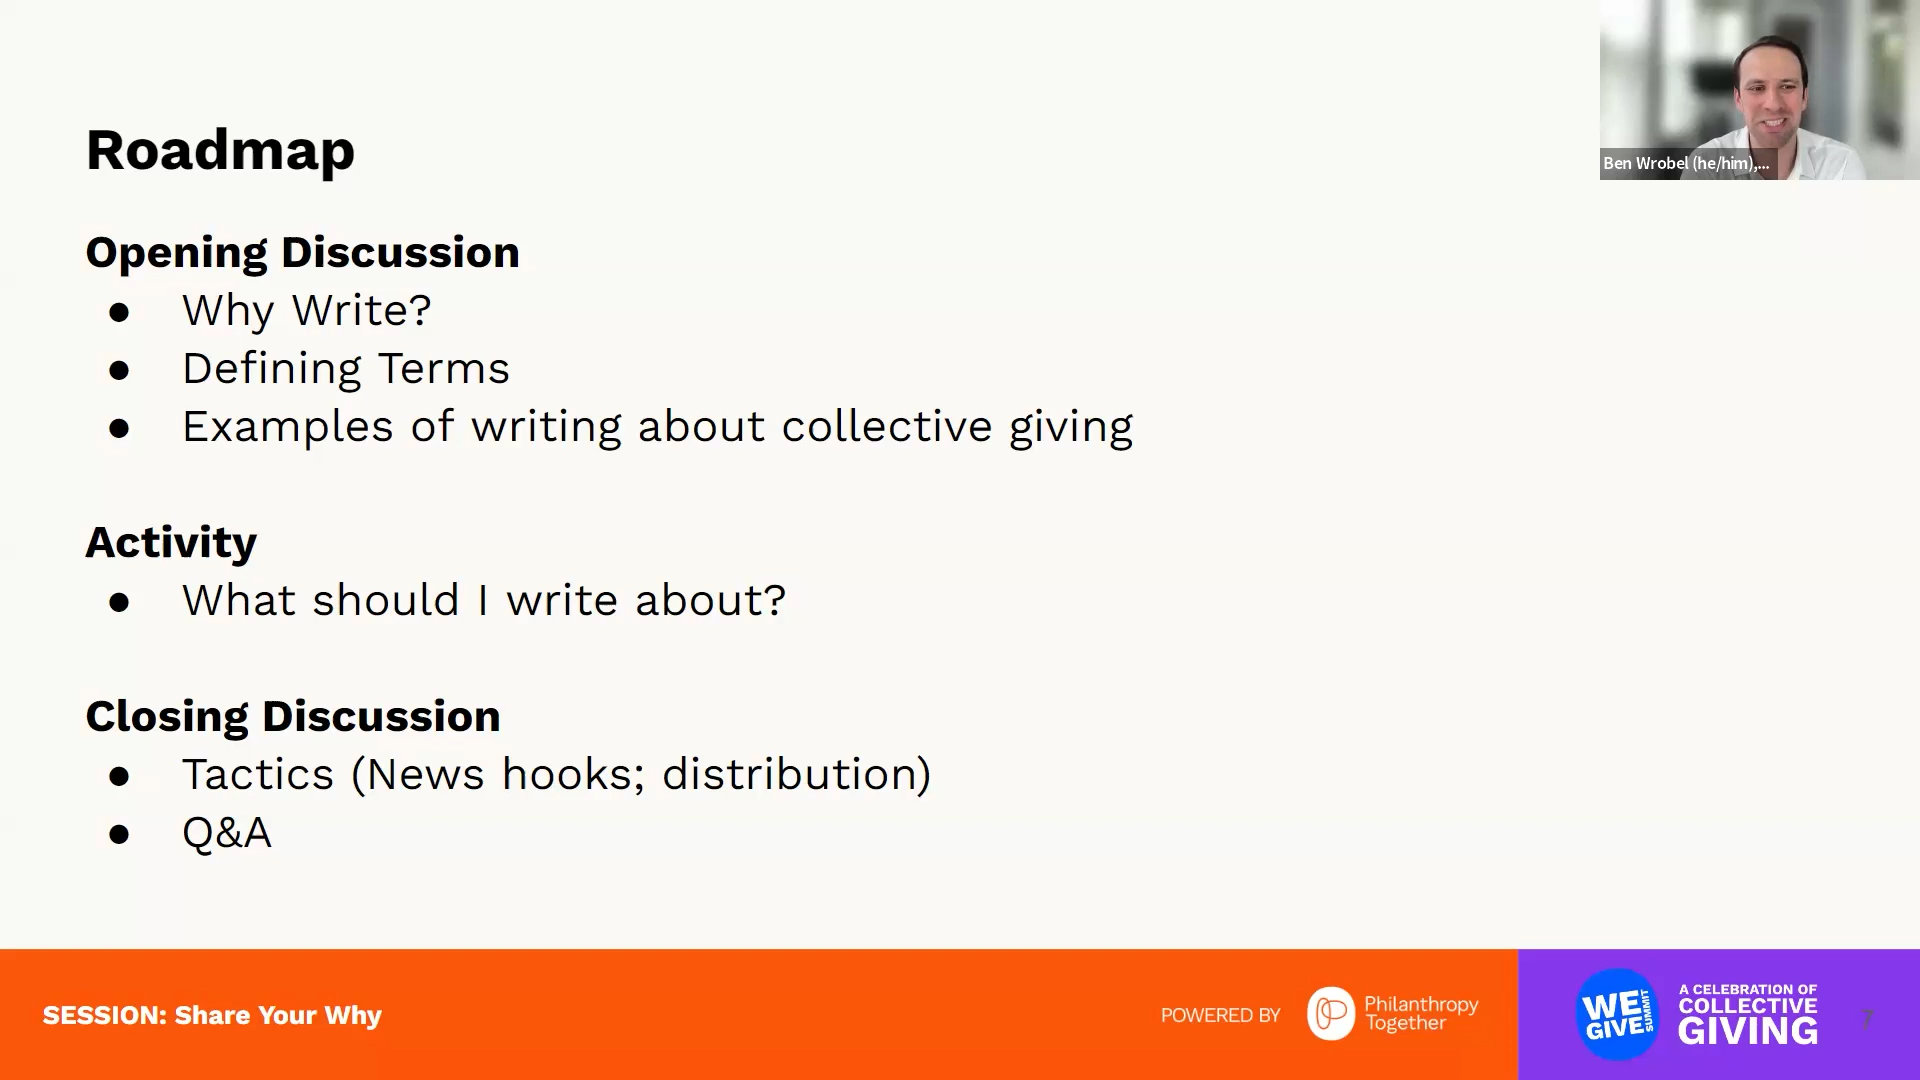 Ben Wrobel (he/him),...
Roadmap
Opening Discussion
● Why Write?
● Defining Terms
● Examples of writing about collective giving
Activity
● What should I write about?
Closing Discussion
● Tactics (News hooks; distribution)
● Q&A
SESSION: Share Your Why
POWERED BY
Philanthropy
Together
WE
GIVE
SUMMIT
A CELEBRATION OF
COLLECTIVE
GIVING
7